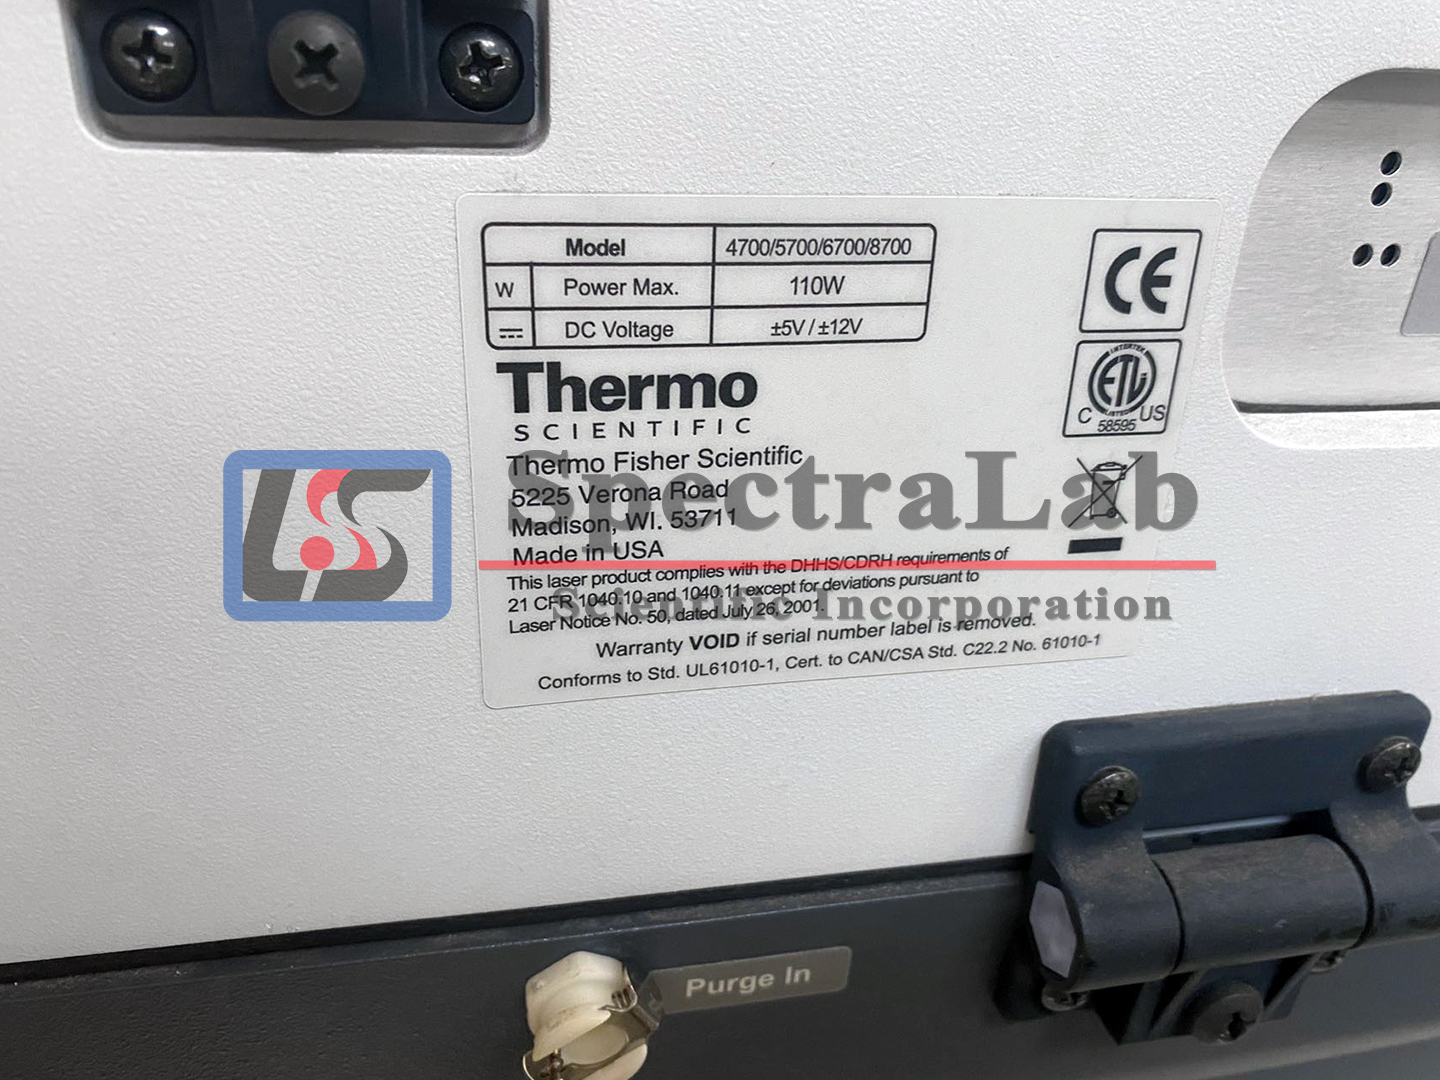 Model 4700/5700/6700/8700
W Power Max. 110W
DC Voltage ±5V / ±12V
CE
INTERTEK
ETL
LISTED
C US
58595
Thermo
SCIENTIFIC
Thermo Fisher Scientific
5225 Verona Road
Madison, WI. 53711
Made in USA
This laser product complies with the DHHS/CDRH requirements of
21 CFR 1040.10 and 1040.11 except for deviations pursuant to
Laser Notice No. 50, dated July 26, 2001.
Warranty VOID if serial number label is removed.
Conforms to Std. UL61010-1, Cert. to CAN/CSA Std. C22.2 No. 61010-1
LSS
SpectraLab
Scientific Incorporation
Purge In